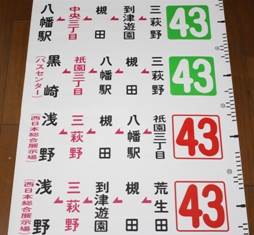 八幡駅 中央三丁目 槻田 到津遊園 三萩野 43
黒崎 (バスセンター) 祇園三丁目 八幡駅 槻田 三萩野 43
浅野 (西日本総合展示場) 三萩野 槻田 八幡駅 祇園三丁目 43
浅野 (西日本総合展示場) 三萩野 到津遊園 槻田 荒生田 43